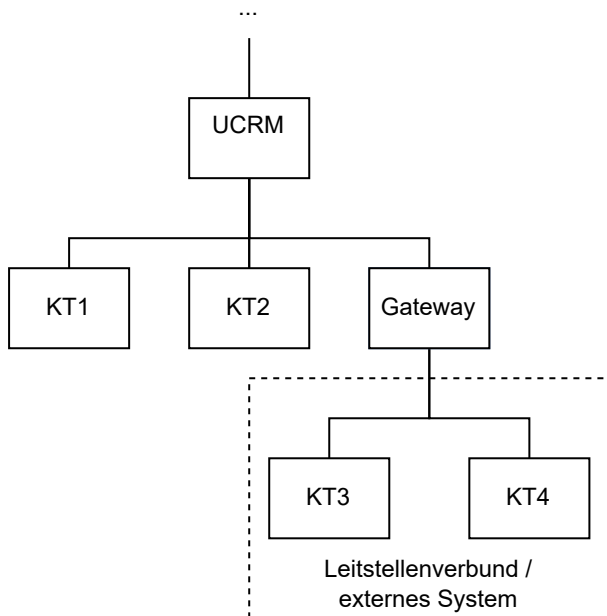 ...
UCRM
KT1
KT2
Gateway
KT3
KT4
Leitstellenverbund /
externes System